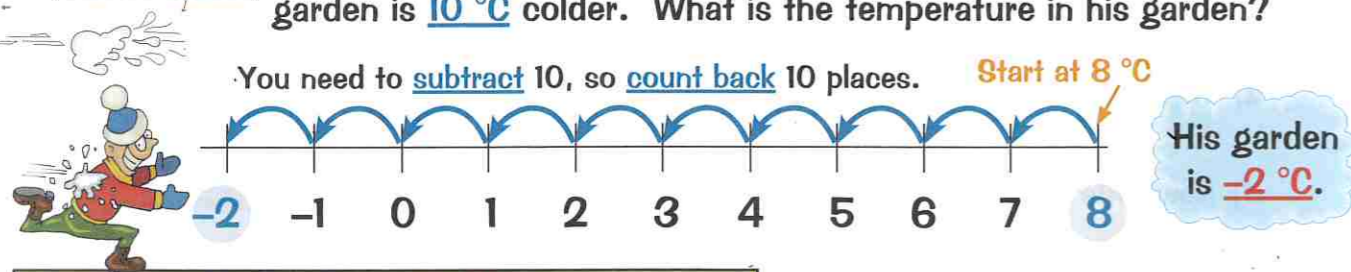 garden is 10 °C colder. What is the temperature in his garden?
You need to subtract 10, so count back 10 places.
Start at 8 °C
-2 -1 0 1 2 3 4 5 6 7 8
His garden
is -2 °C.